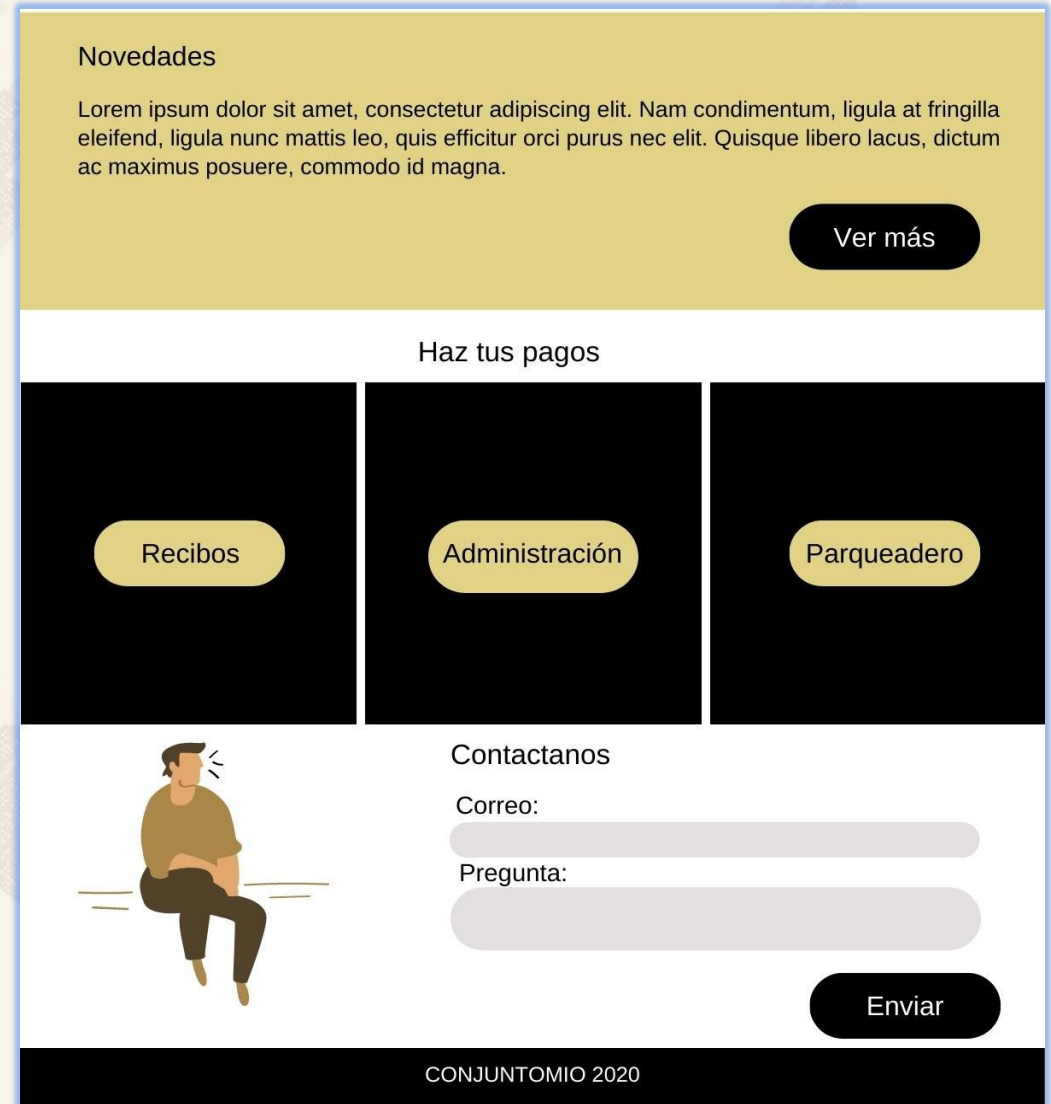 Novedades
Lorem ipsum dolor sit amet, consectetur adipiscing elit. Nam condimentum, ligula at fringilla
eleifend, ligula nunc mattis leo, quis efficitur orci purus nec elit. Quisque libero lacus, dictum
ac maximus posuere, commodo id magna.
Ver más
Haz tus pagos
Recibos
Administración
Parqueadero
Contactanos
Correo:
Pregunta:
Enviar
CONJUNTOMIO 2020